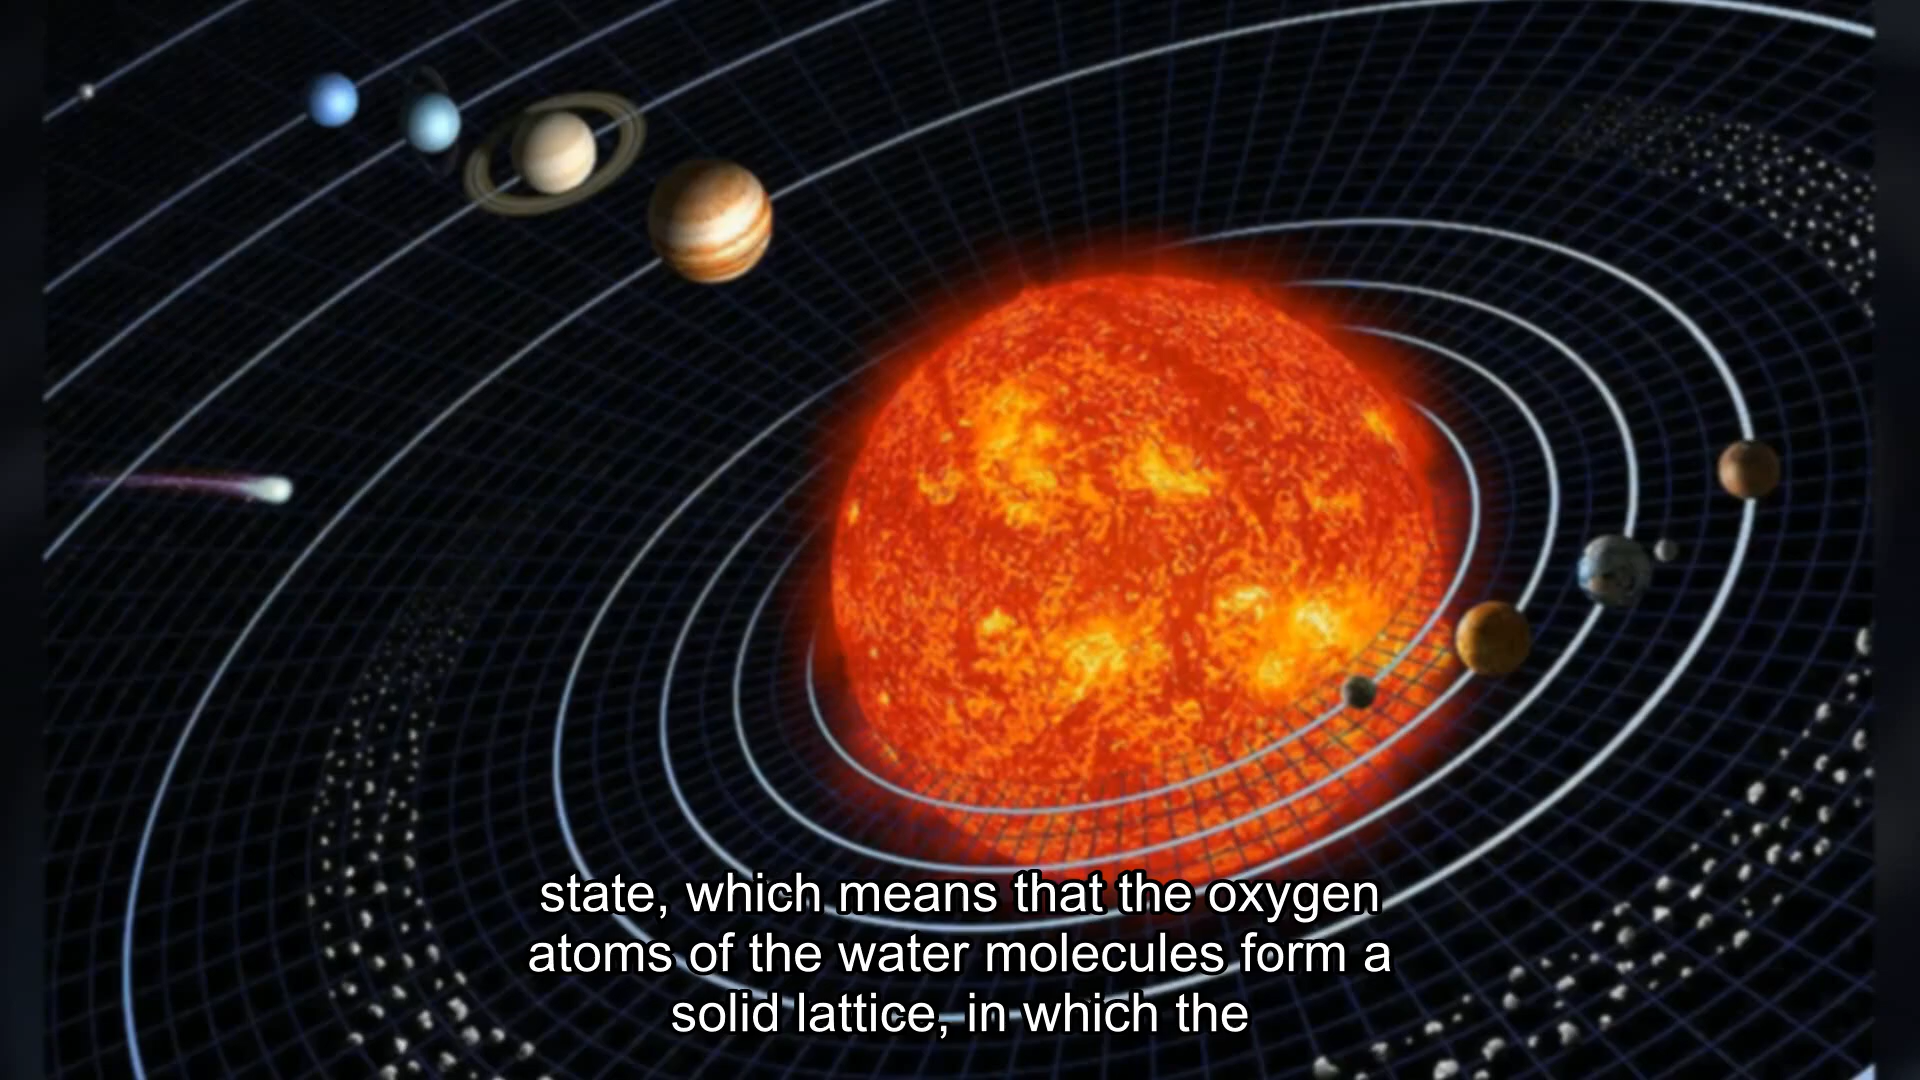 state, which means that the oxygen
atoms of the water molecules form a
solid lattice, in which the